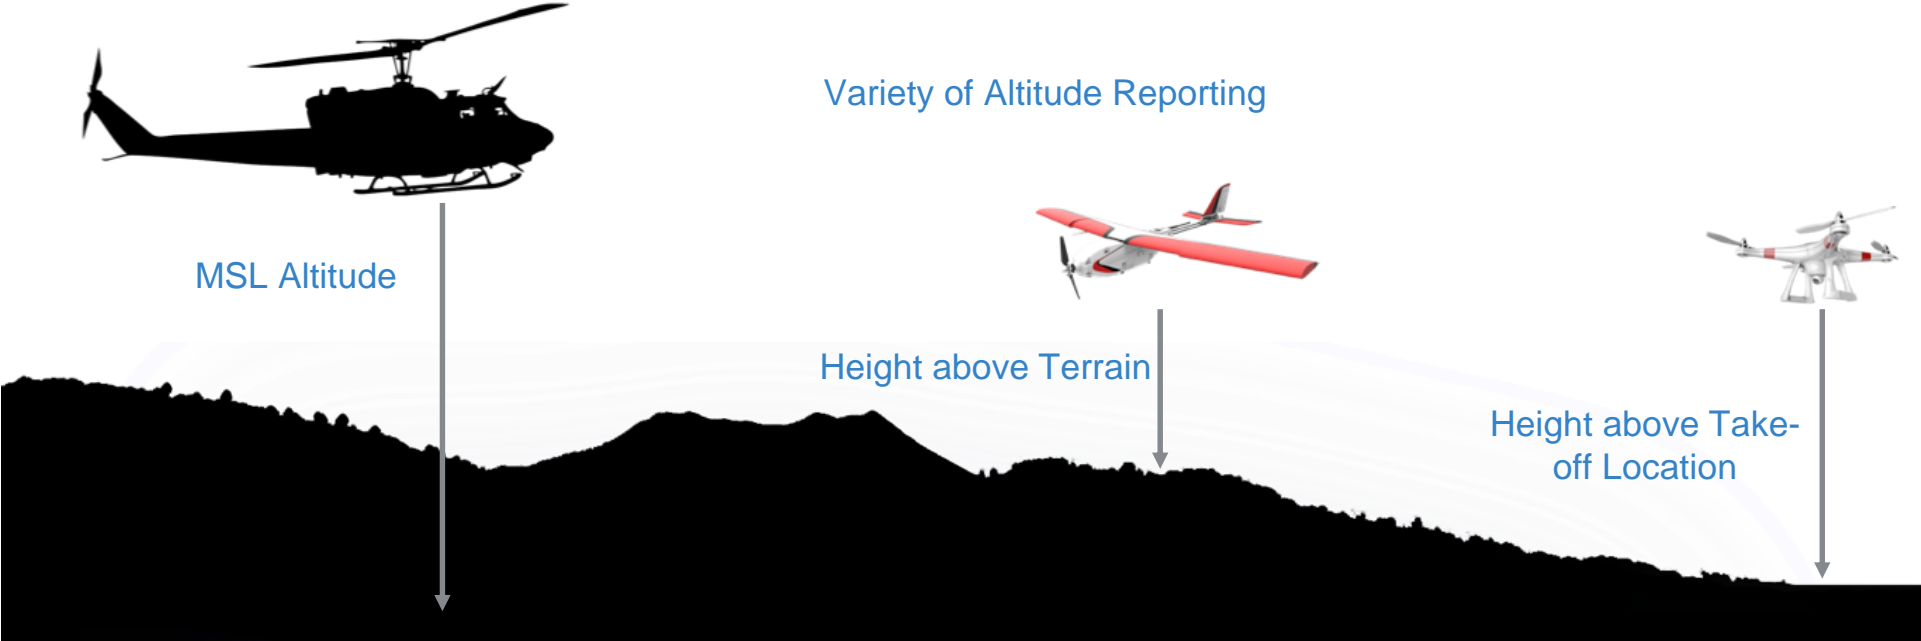 Variety of Altitude Reporting
MSL Altitude
Height above Terrain
Height above Take-
off Location